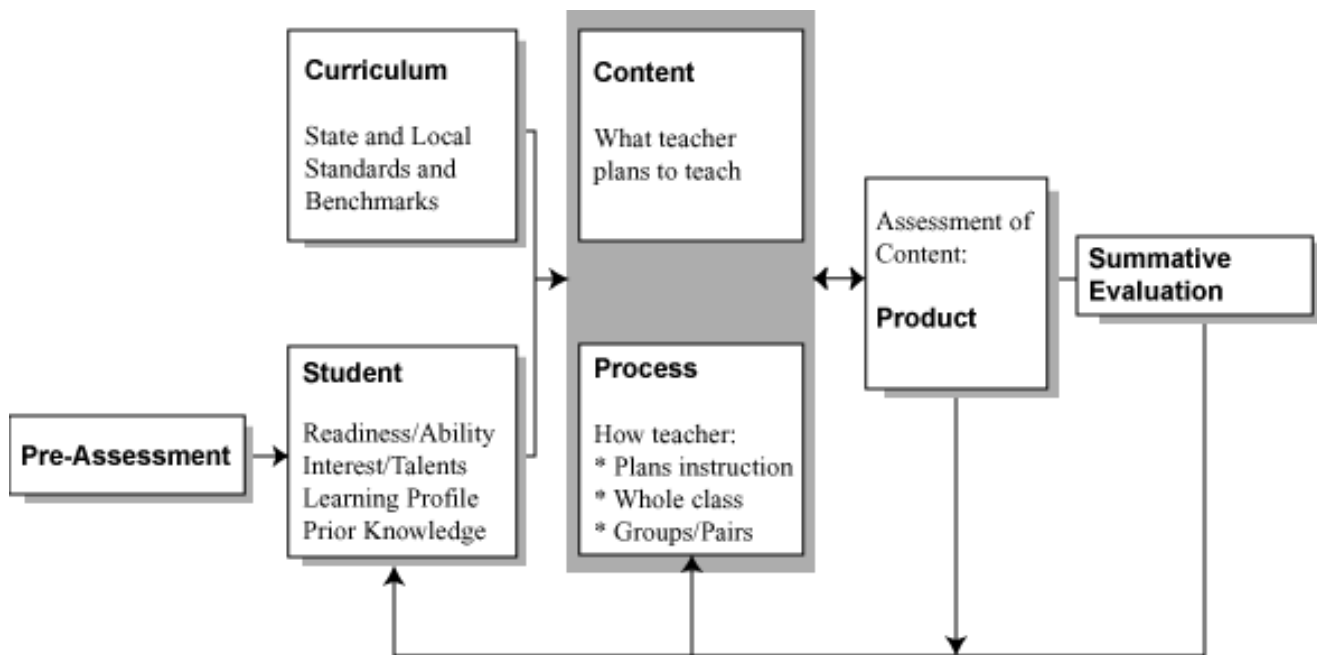 Curriculum
State and Local
Standards and
Benchmarks
Content
What teacher
plans to teach
Assessment of
Content:
Product
Summative
Evaluation
Pre-Assessment
Student
Readiness/Ability
Interest/Talents
Learning Profile
Prior Knowledge
Process
How teacher:
* Plans instruction
* Whole class
* Groups/Pairs